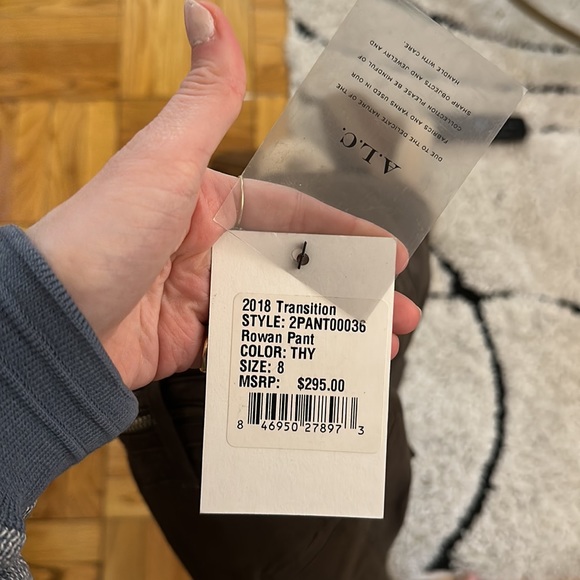 A.L.C.
DUE TO THE DELICATE NATURE OF THE
FABRICS AND YARNS USED IN OUR
COLLECTION PLEASE BE MINDFUL OF
SHARP OBJECTS AND JEWELRY AND
HANDLE WITH CARE.
2018 Transition
STYLE: 2PANT00036
Rowan Pant
COLOR: THY
SIZE: 8
MSRP: $295.00
8 46950 27897 3